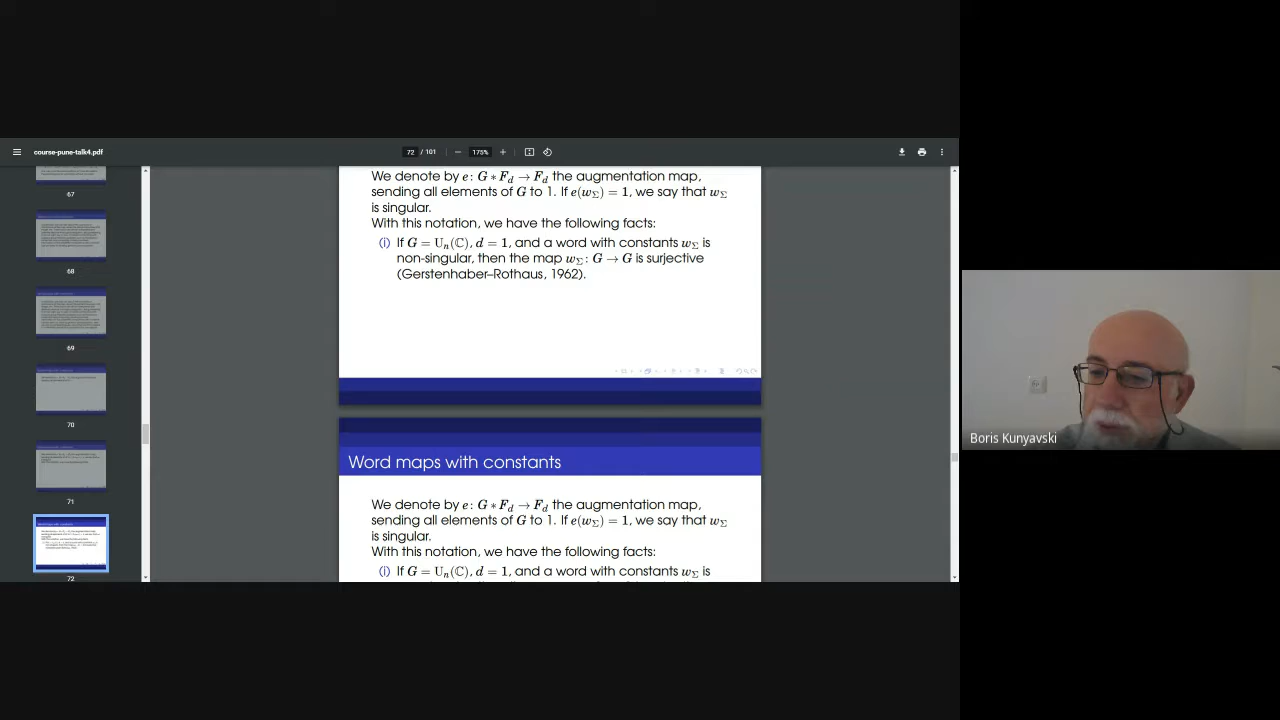 course-pune-talk4.pdf
72 / 101
175%
67
68
69
70
71
72
We denote by e: G ∗ F_d → F_d the augmentation map,
sending all elements of G to 1. If e(w_Σ) = 1, we say that w_Σ
is singular.
With this notation, we have the following facts:
(i) If G = U_n(ℂ), d = 1, and a word with constants w_Σ is
non-singular, then the map w_Σ: G → G is surjective
(Gerstenhaber–Rothaus, 1962).
Word maps with constants
We denote by e: G ∗ F_d → F_d the augmentation map,
sending all elements of G to 1. If e(w_Σ) = 1, we say that w_Σ
is singular.
With this notation, we have the following facts:
(i) If G = U_n(ℂ), d = 1, and a word with constants w_Σ is
Boris Kunyavski